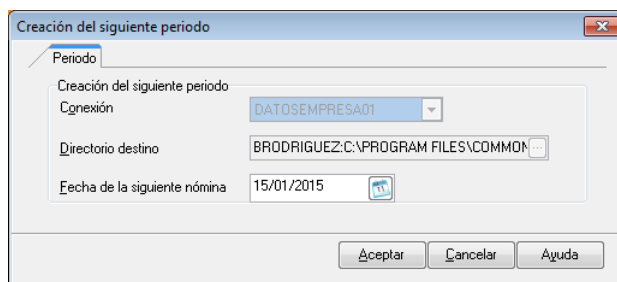 Creación del siguiente periodo
Periodo
Creación del siguiente periodo
Conexión DATOSEMPRESA01
Directorio destino BRODRIGUEZ:C:\PROGRAM FILES\COMMON ...
Fecha de la siguiente nómina 15/01/2015
Aceptar Cancelar Ayuda